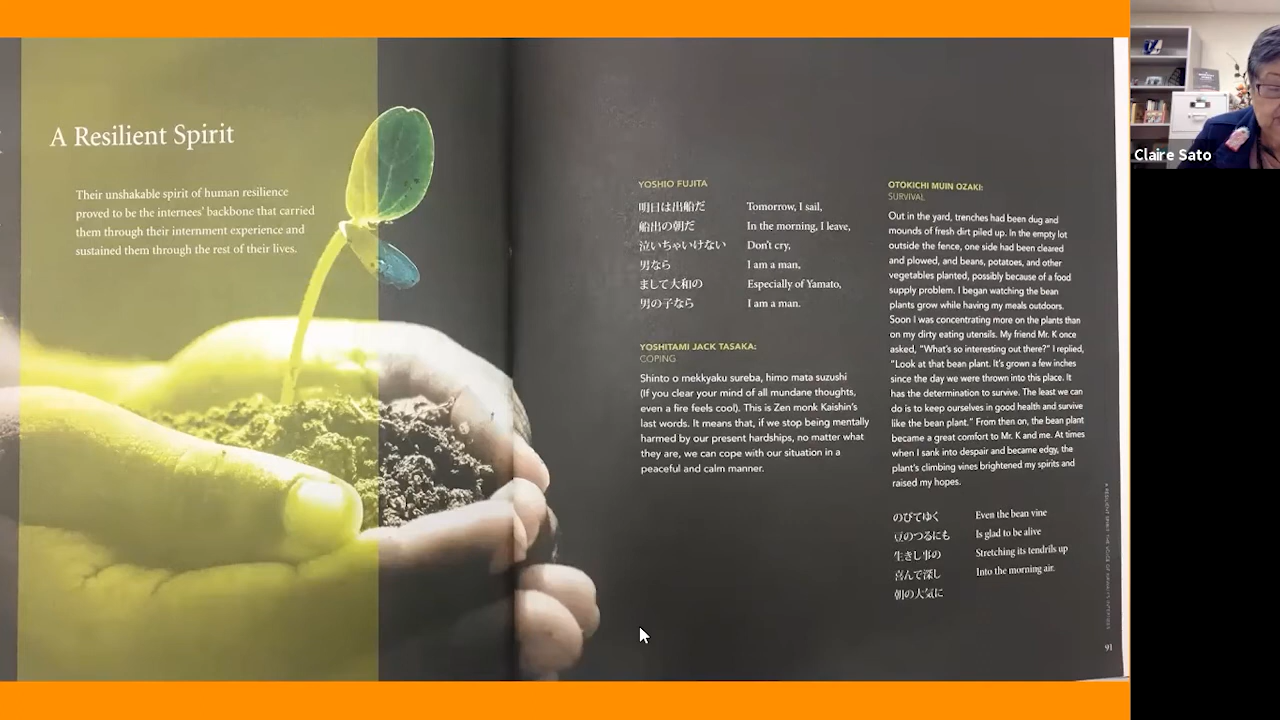 A Resilient Spirit
Their unshakable spirit of human resilience
proved to be the internees' backbone that carried
them through their internment experience and
sustained them through the rest of their lives.
YOSHIO FUJITA
明日は出船だ
船出の朝だ
泣いちゃいけない
男なら
まして大和の
男の子なら
Tomorrow, I sail,
In the morning, I leave,
Don't cry,
I am a man,
Especially of Yamato,
I am a man.
YOSHITAMI JACK TASAKA:
COPING
Shinto o mekkyaku sureba, himo mata suzushi
(If you clear your mind of all mundane thoughts,
even a fire feels cool). This is Zen monk Kaishin's
last words. It means that, if we stop being mentally
harmed by our present hardships, no matter what
they are, we can cope with our situation in a
peaceful and calm manner.
OTOKICHI MUIN OZAKI:
SURVIVAL
Out in the yard, trenches had been dug and
mounds of fresh dirt piled up. In the empty lot
outside the fence, one side had been cleared
and plowed, and beans, potatoes, and other
vegetables planted, possibly because of a food
supply problem. I began watching the bean
plants grow while having my meals outdoors.
Soon I was concentrating more on the plants than
on my dirty eating utensils. My friend Mr. K once
asked, "What's so interesting out there?" I replied,
"Look at that bean plant. It's grown a few inches
since the day we were thrown into this place. It
has the determination to survive. The least we can
do is to keep ourselves in good health and survive
like the bean plant." From then on, the bean plant
became a great comfort to Mr. K and me. At times
when I sank into despair and became edgy, the
plant's climbing vines brightened my spirits and
raised my hopes.
のびてゆく
豆のつるにも
生きし事の
喜んで深し
朝の大気に
Even the bean vine
Is glad to be alive
Stretching its tendrils up
Into the morning air.
91
Claire Sato